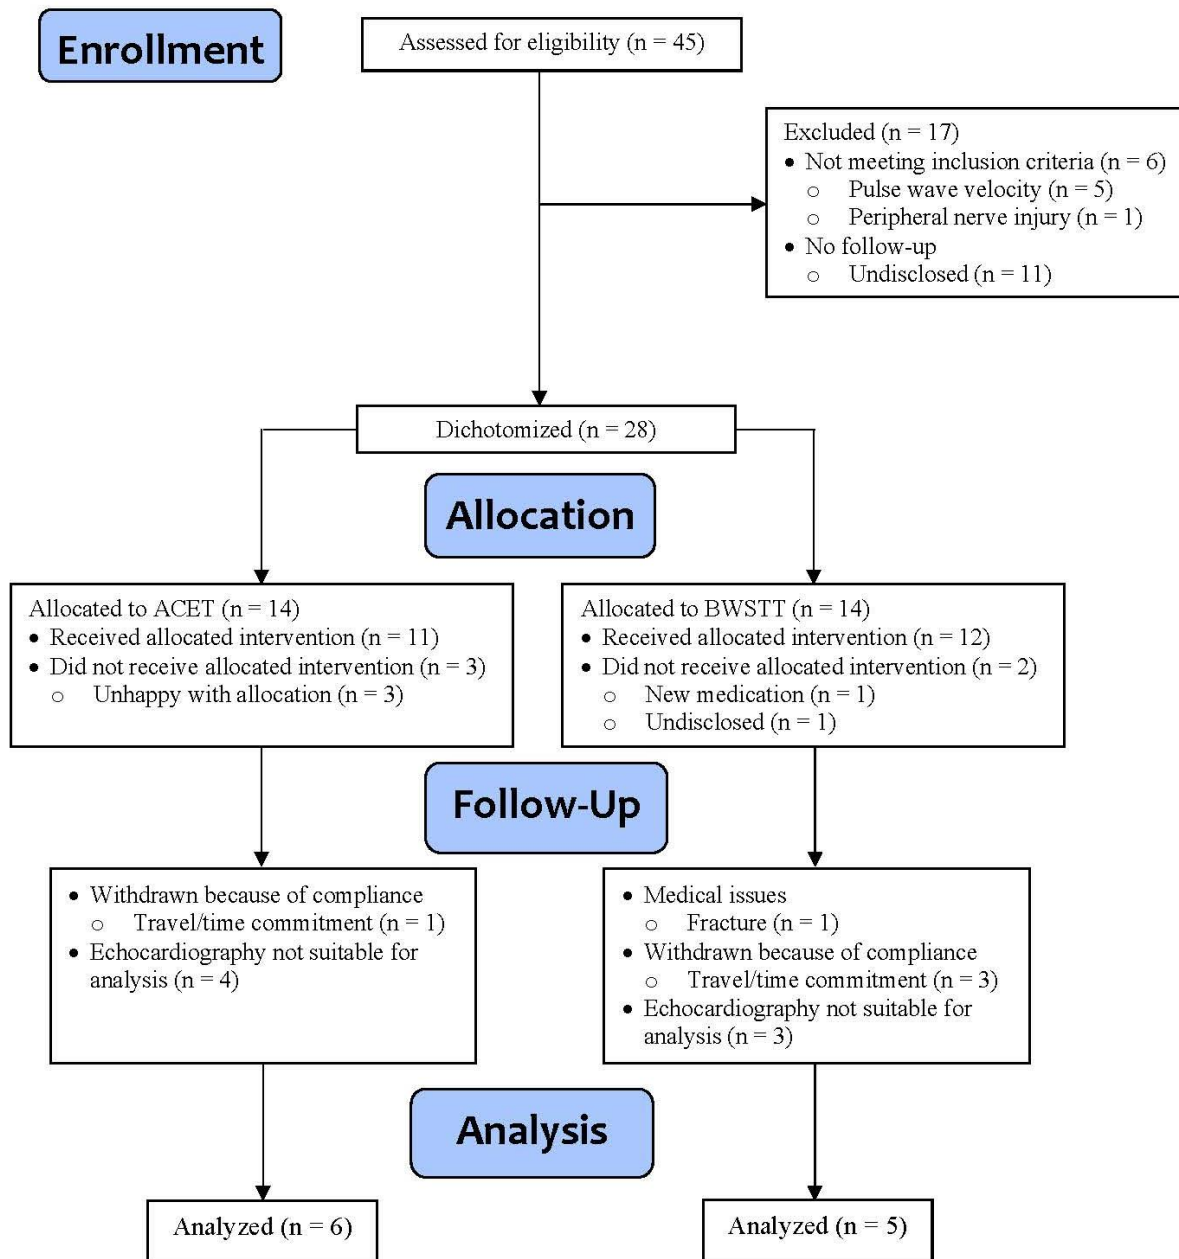 Enrollment
Assessed for eligibility (n = 45)
Excluded (n = 17)
• Not meeting inclusion criteria (n = 6)
o Pulse wave velocity (n = 5)
o Peripheral nerve injury (n = 1)
• No follow-up
o Undisclosed (n = 11)
Dichotomized (n = 28)
Allocation
Allocated to ACET (n = 14)
• Received allocated intervention (n = 11)
• Did not receive allocated intervention (n = 3)
o Unhappy with allocation (n = 3)
Allocated to BWSTT (n = 14)
• Received allocated intervention (n = 12)
• Did not receive allocated intervention (n = 2)
o New medication (n = 1)
o Undisclosed (n = 1)
Follow-Up
• Withdrawn because of compliance
o Travel/time commitment (n = 1)
• Echocardiography not suitable for
analysis (n = 4)
• Medical issues
o Fracture (n = 1)
• Withdrawn because of compliance
o Travel/time commitment (n = 3)
• Echocardiography not suitable for
analysis (n = 3)
Analysis
Analyzed (n = 6)
Analyzed (n = 5)